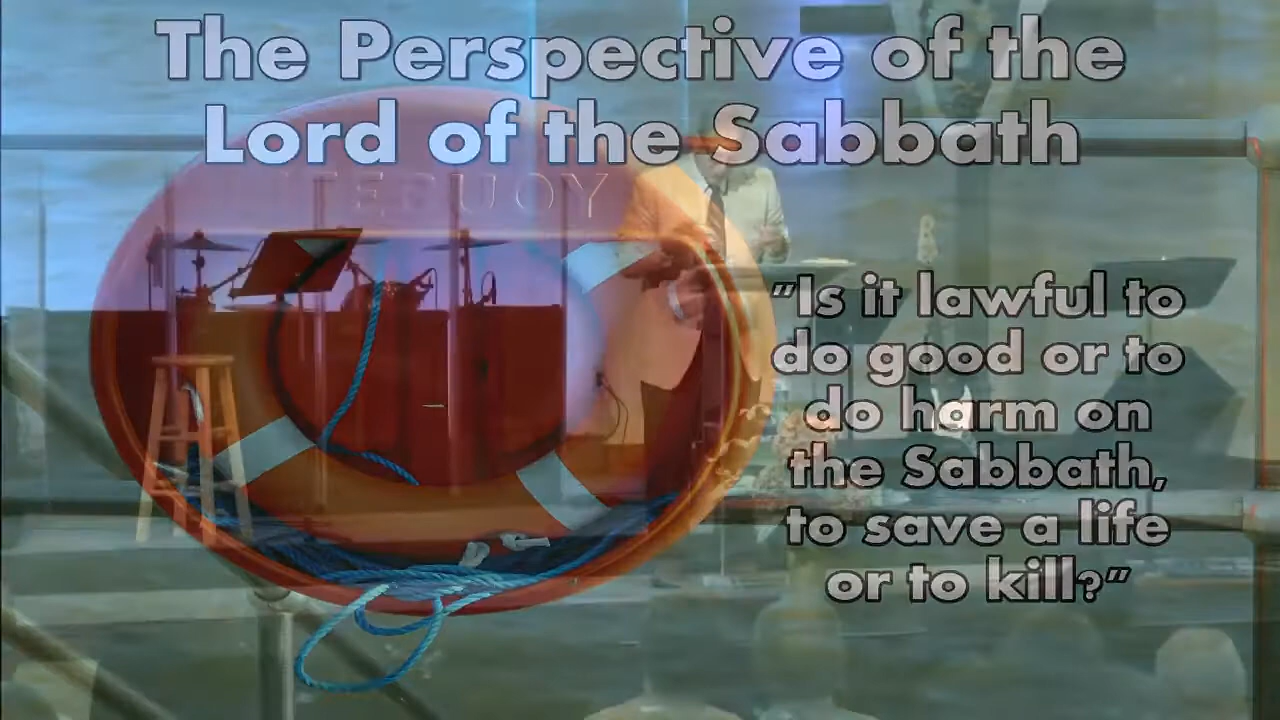 The Perspective of the
Lord of the Sabbath
“Is it lawful to
do good or to
do harm on
the Sabbath,
to save a life
or to kill?”